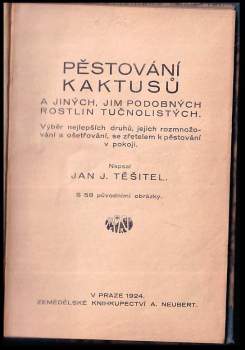 PĚSTOVÁNÍ
KAKTUSŮ
A JINÝCH, JIM PODOBNÝCH
ROSTLIN TUČNOLISTÝCH.
Výběr nejlepších druhů, jejich rozmnožo-
vání a ošetřování, se zřetelem k pěstování
v pokoji.
Napsal
JAN J. TĚŠITEL.
S 58 původními obrázky.
V PRAZE 1924.
ZEMĚDĚLSKÉ KNIHKUPECTVÍ A. NEUBERT.